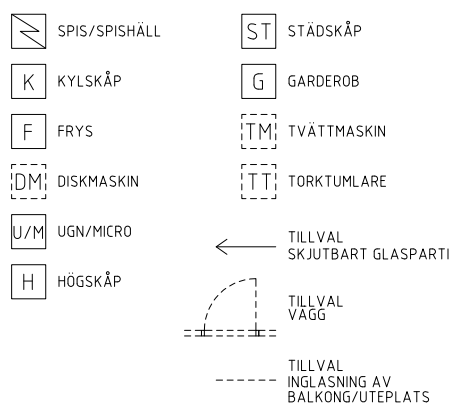 SPIS/SPISHÄLL
K KYLSKÅP
F FRYS
DM DISKMASKIN
U/M UGN/MICRO
H HÖGSKÅP
ST STÄDSKÅP
G GARDEROB
TM TVÄTTMASKIN
TT TORKTUMLARE
TILLVAL
SKJUTBART GLASPARTI
TILLVAL
VÄGG
TILLVAL
INGLASNING AV
BALKONG/UTEPLATS